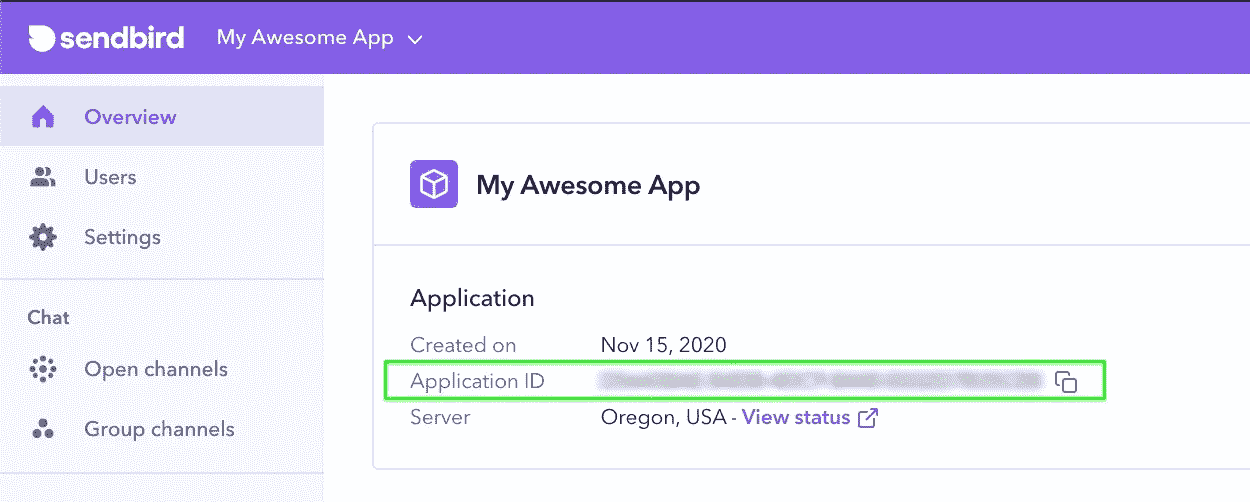 sendbird My Awesome App
Overview
Users
Settings
Chat
Open channels
Group channels
My Awesome App
Application
Created on Nov 15, 2020
Application ID
Server Oregon, USA - View status